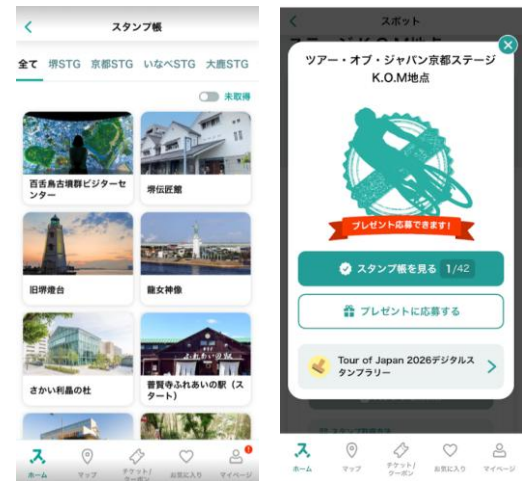 スタンプ帳
全て 堺STG 京都STG いなべSTG 大鹿STG
未取得
百舌鳥古墳群ビジターセ
ンター
堺伝匠館
旧堺燈台
龍女神像
さかい利晶の杜
普賢寺ふれあいの駅（ス
タート）
ホーム
マップ
チケット/
クーポン
お気に入り
マイページ
スポット
ツアー・オブ・ジャパン京都ステージ
K.O.M地点
プレゼント応募できます！
スタンプ帳を見る 1/42
プレゼントに応募する
Tour of Japan 2026デジタルス
タンプラリー
ホーム
マップ
チケット/
クーポン
お気に入り
マイページ